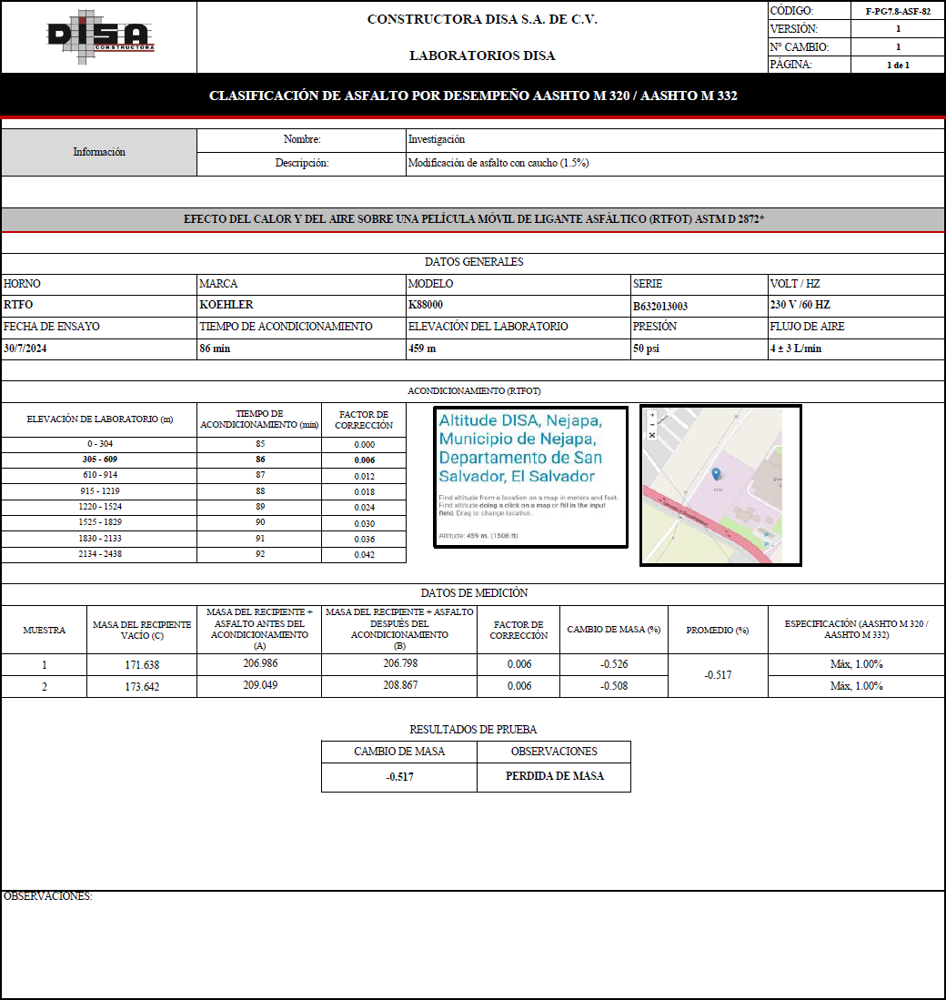 DISA
CONSTRUCTORA
CONSTRUCTORA DISA S.A. DE C.V.
LABORATORIOS DISA
CÓDIGO: F-PG7.8-ASF-82
VERSIÓN: 1
N° CAMBIO: 1
PÁGINA: 1 de 1
CLASIFICACIÓN DE ASFALTO POR DESEMPEÑO AASHTO M 320 / AASHTO M 332
Información
Nombre: Investigación
Descripción: Modificación de asfalto con caucho (1.5%)
EFECTO DEL CALOR Y DEL AIRE SOBRE UNA PELÍCULA MÓVIL DE LIGANTE ASFÁLTICO (RTFOT) ASTM D 2872*
DATOS GENERALES
HORNO MARCA MODELO SERIE VOLT / HZ
RTFO KOEHLER K88000 B632013003 230 V /60 HZ
FECHA DE ENSAYO TIEMPO DE ACONDICIONAMIENTO ELEVACIÓN DEL LABORATORIO PRESIÓN FLUJO DE AIRE
30/7/2024 86 min 459 m 50 psi 4 ± 3 L/min
ACONDICIONAMIENTO (RTFOT)
ELEVACIÓN DE LABORATORIO (m) TIEMPO DE ACONDICIONAMIENTO (min) FACTOR DE CORRECCIÓN
0 - 304 85 0.000
305 - 609 86 0.006
610 - 914 87 0.012
915 - 1219 88 0.018
1220 - 1524 89 0.024
1525 - 1829 90 0.030
1830 - 2133 91 0.036
2134 - 2438 92 0.042
Altitude DISA, Nejapa,
Municipio de Nejapa,
Departamento de San
Salvador, El Salvador
Find altitude from a location on a map in meters and feet.
Find altitude doing a click on a map or fill in the input
field. Drag to change location.
Altitude: 459 m. (1506 ft)
DATOS DE MEDICIÓN
MUESTRA
MASA DEL RECIPIENTE VACÍO (C)
MASA DEL RECIPIENTE + ASFALTO ANTES DEL ACONDICIONAMIENTO (A)
MASA DEL RECIPIENTE + ASFALTO DESPUÉS DEL ACONDICIONAMIENTO (B)
FACTOR DE CORRECCIÓN
CAMBIO DE MASA (%)
PROMEDIO (%)
ESPECIFICACIÓN (AASHTO M 320 / AASHTO M 332)
1 171.638 206.986 206.798 0.006 -0.526 -0.517 Máx, 1.00%
2 173.642 209.049 208.867 0.006 -0.508 Máx, 1.00%
RESULTADOS DE PRUEBA
CAMBIO DE MASA OBSERVACIONES
-0.517 PERDIDA DE MASA
OBSERVACIONES: